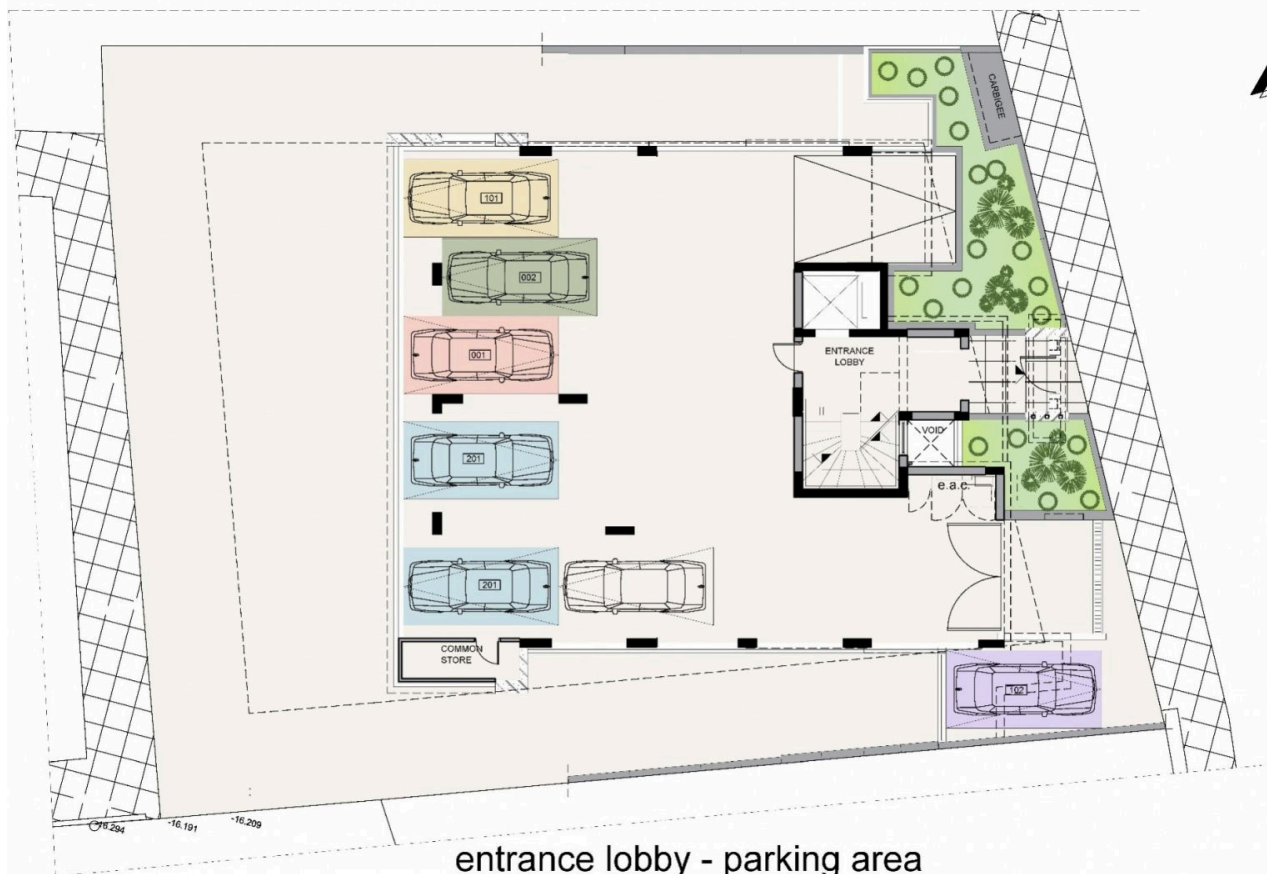 CARBIGEE
101
002
001
ENTRANCE
LOBBY
201
VOID
e.a.c.
201
COMMON
STORE
102
-16.294
-16.191
-16.209
entrance lobby - parking area